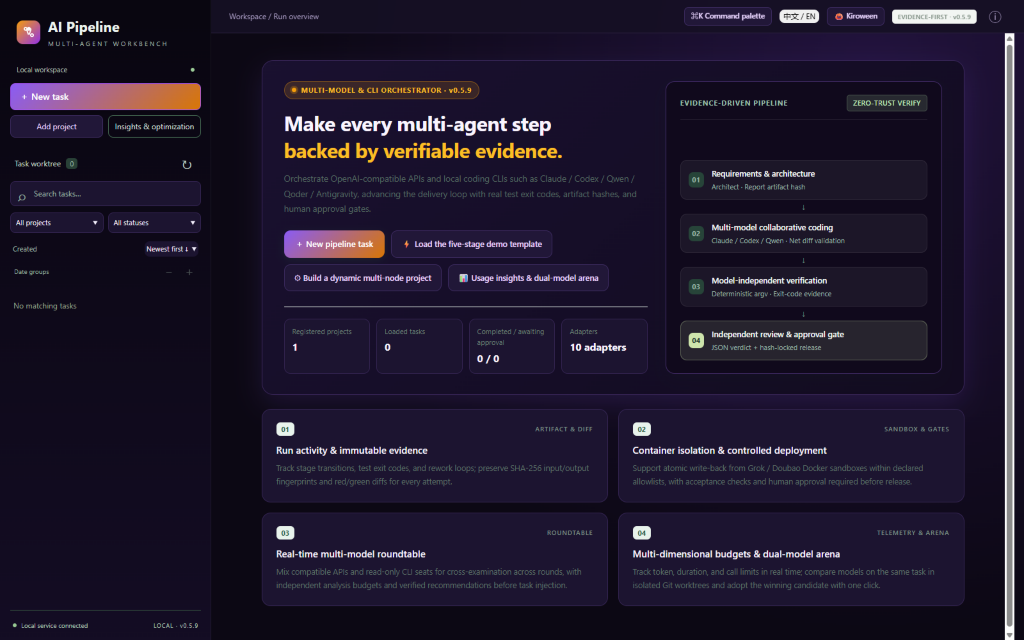 AI Pipeline
MULTI-AGENT WORKBENCH
Local workspace
+ New task
Add project
Insights & optimization
Task worktree 0
Search tasks...
All projects
All statuses
Created
Newest first ↓
Date groups
No matching tasks
Local service connected
LOCAL · v0.5.9
Workspace / Run overview
⌘K Command palette
中文 / EN
Kiroween
EVIDENCE-FIRST · v0.5.9
MULTI-MODEL & CLI ORCHESTRATOR · v0.5.9
Make every multi-agent step
backed by verifiable evidence.
Orchestrate OpenAI-compatible APIs and local coding CLIs such as Claude / Codex / Qwen /
Qoder / Antigravity, advancing the delivery loop with real test exit codes, artifact hashes, and
human approval gates.
+ New pipeline task
Load the five-stage demo template
Build a dynamic multi-node project
Usage insights & dual-model arena
Registered projects
1
Loaded tasks
0
Completed / awaiting
approval
0 / 0
Adapters
10 adapters
EVIDENCE-DRIVEN PIPELINE
ZERO-TRUST VERIFY
01
Requirements & architecture
Architect · Report artifact hash
↓
02
Multi-model collaborative coding
Claude / Codex / Qwen · Net diff validation
↓
03
Model-independent verification
Deterministic argv · Exit-code evidence
↓
04
Independent review & approval gate
JSON verdict + hash-locked release
01
ARTIFACT & DIFF
Run activity & immutable evidence
Track stage transitions, test exit codes, and rework loops; preserve SHA-256 input/output
fingerprints and red/green diffs for every attempt.
02
SANDBOX & GATES
Container isolation & controlled deployment
Support atomic write-back from Grok / Doubao Docker sandboxes within declared
allowlists, with acceptance checks and human approval required before release.
03
ROUNDTABLE
Real-time multi-model roundtable
Mix compatible APIs and read-only CLI seats for cross-examination across rounds, with
independent analysis budgets and verified recommendations before task injection.
04
TELEMETRY & ARENA
Multi-dimensional budgets & dual-model arena
Track token, duration, and call limits in real time; compare models on the same task in
isolated Git worktrees and adopt the winning candidate with one click.